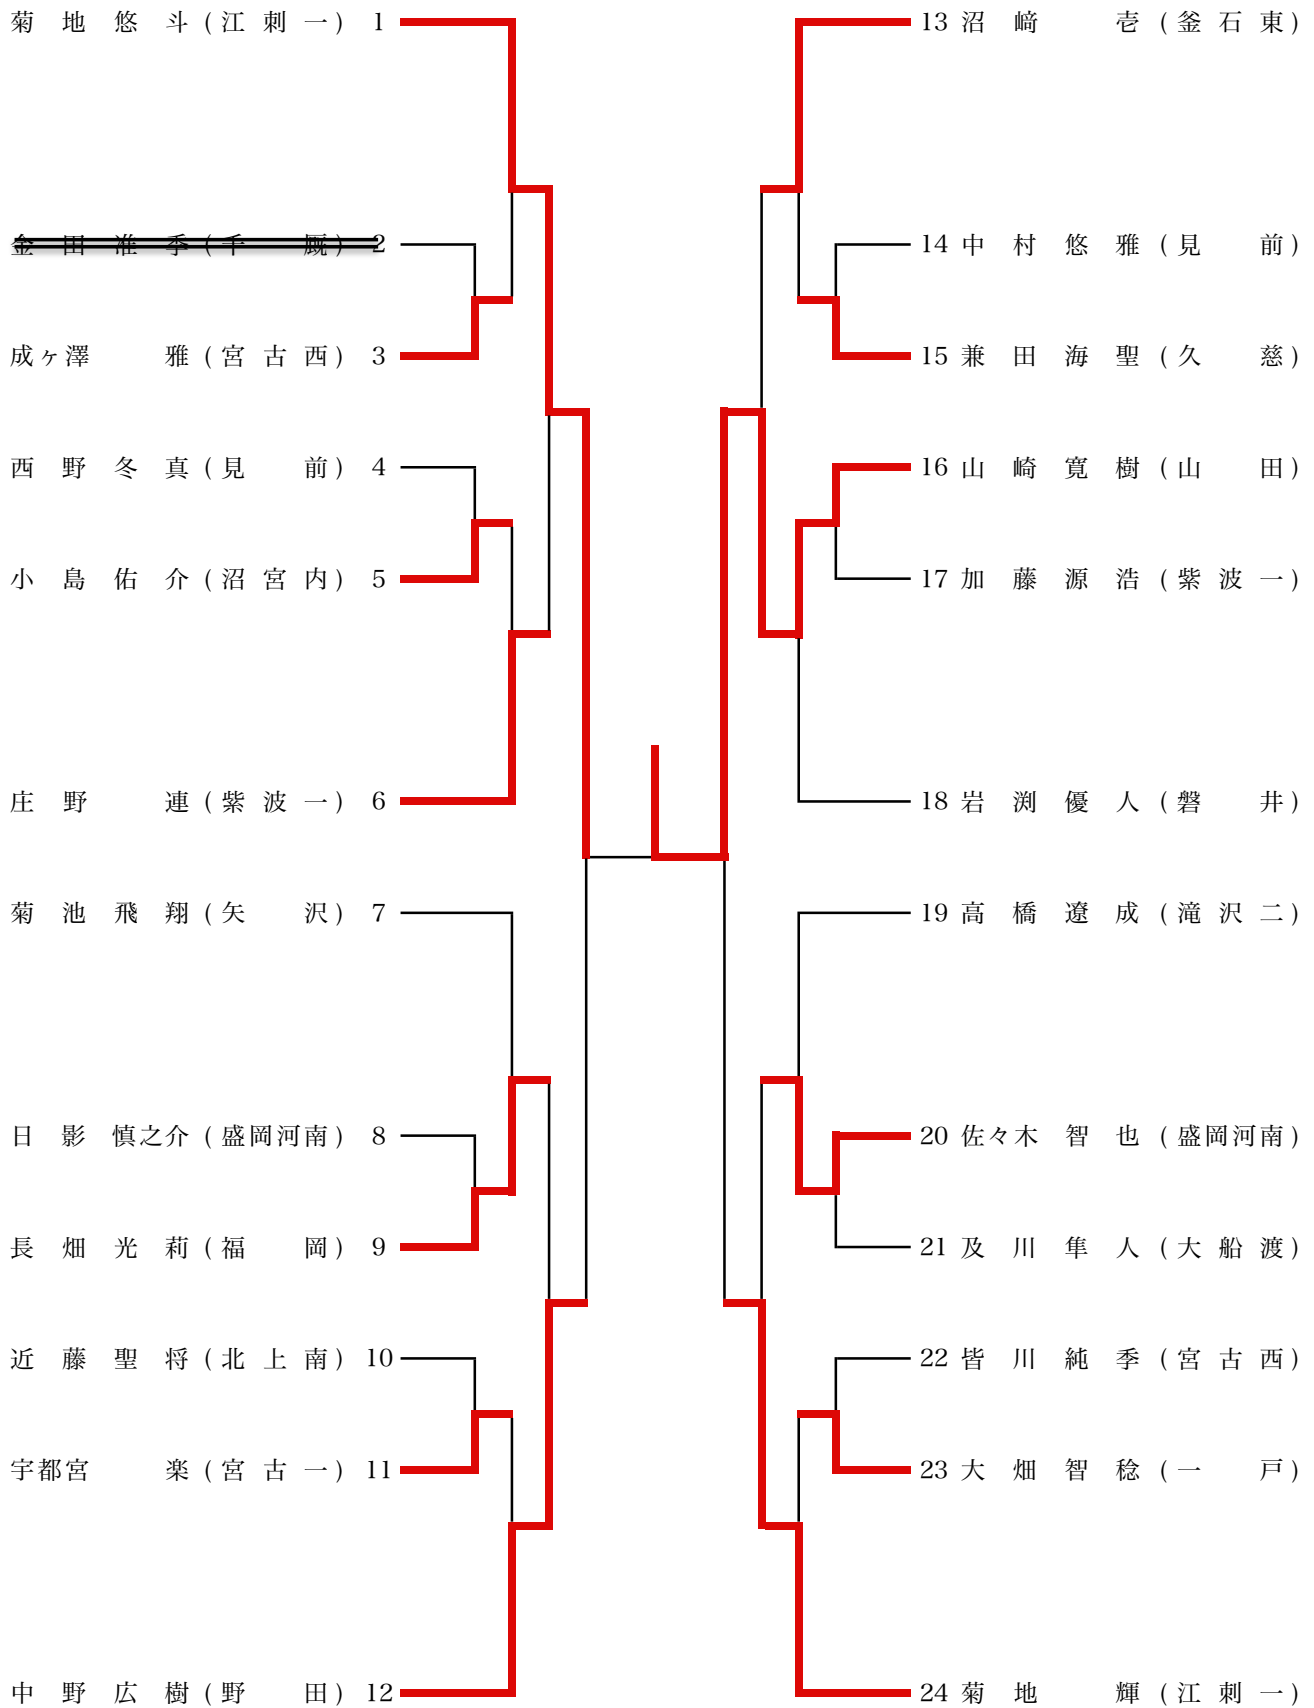 菊地悠斗(江刺一) 1
金田准季(千厩) 2
成ヶ澤雅(宮古西) 3
西野冬真(見前) 4
小島佑介(沼宮内) 5
庄野連(紫波一) 6
菊池飛翔(矢沢) 7
日影慎之介(盛岡河南) 8
長畑光莉(福岡) 9
近藤聖将(北上南) 10
宇都宮楽(宮古一) 11
中野広樹(野田) 12
13 沼﨑壱(釜石東)
14 中村悠雅(見前)
15 兼田海聖(久慈)
16 山崎寛樹(山田)
17 加藤源浩(紫波一)
18 岩渕優人(磐井)
19 高橋遼成(滝沢二)
20 佐々木智也(盛岡河南)
21 及川隼人(大船渡)
22 皆川純季(宮古西)
23 大畑智稔(一戸)
24 菊地輝(江刺一)